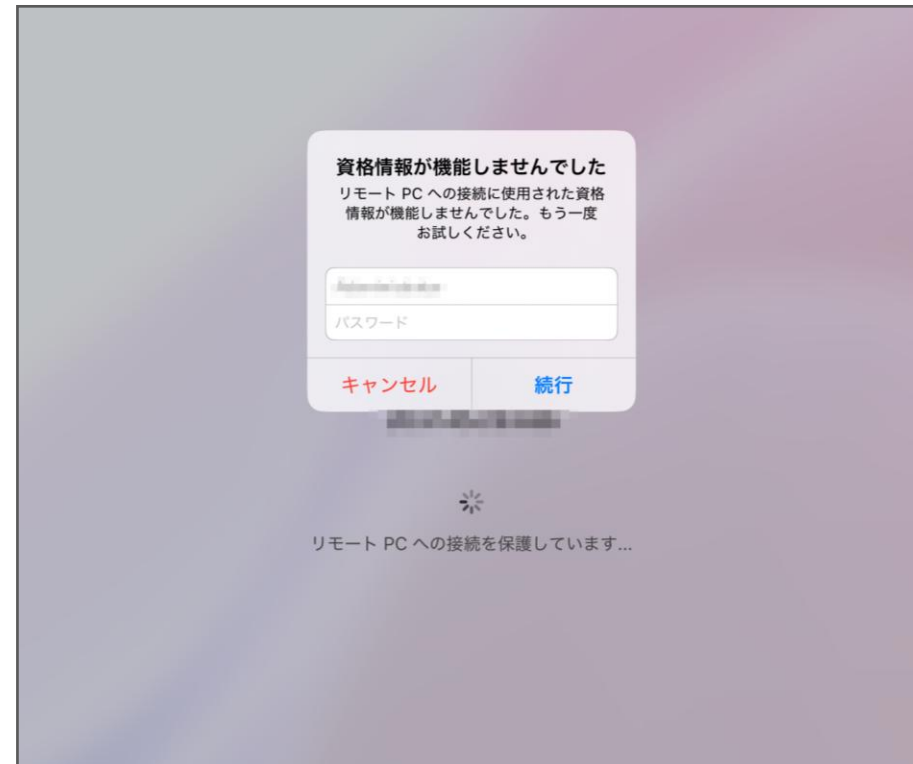 資格情報が機能しませんでした
リモート PC への接続に使用された資格
情報が機能しませんでした。もう一度
お試しください。
パスワード
キャンセル
続行
リモート PC への接続を保護しています...